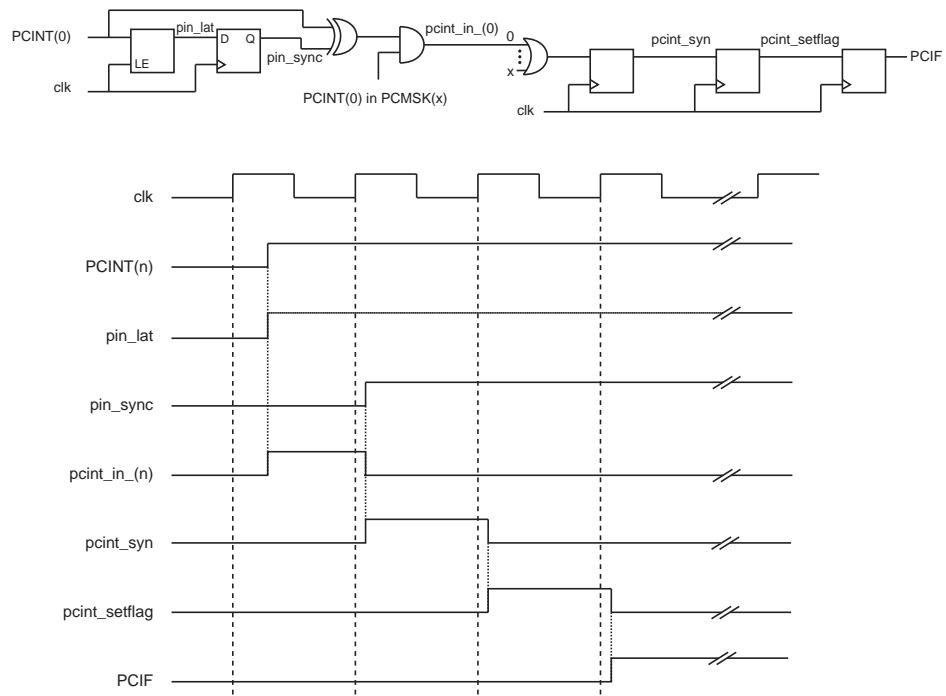 PCINT(0)
pin_lat
D Q
LE
pin_sync
clk
pcint_in_(0)
0
x
PCINT(0) in PCMSK(x)
pcint_syn
pcint_setflag
PCIF
clk
clk
PCINT(n)
pin_lat
pin_sync
pcint_in_(n)
pcint_syn
pcint_setflag
PCIF